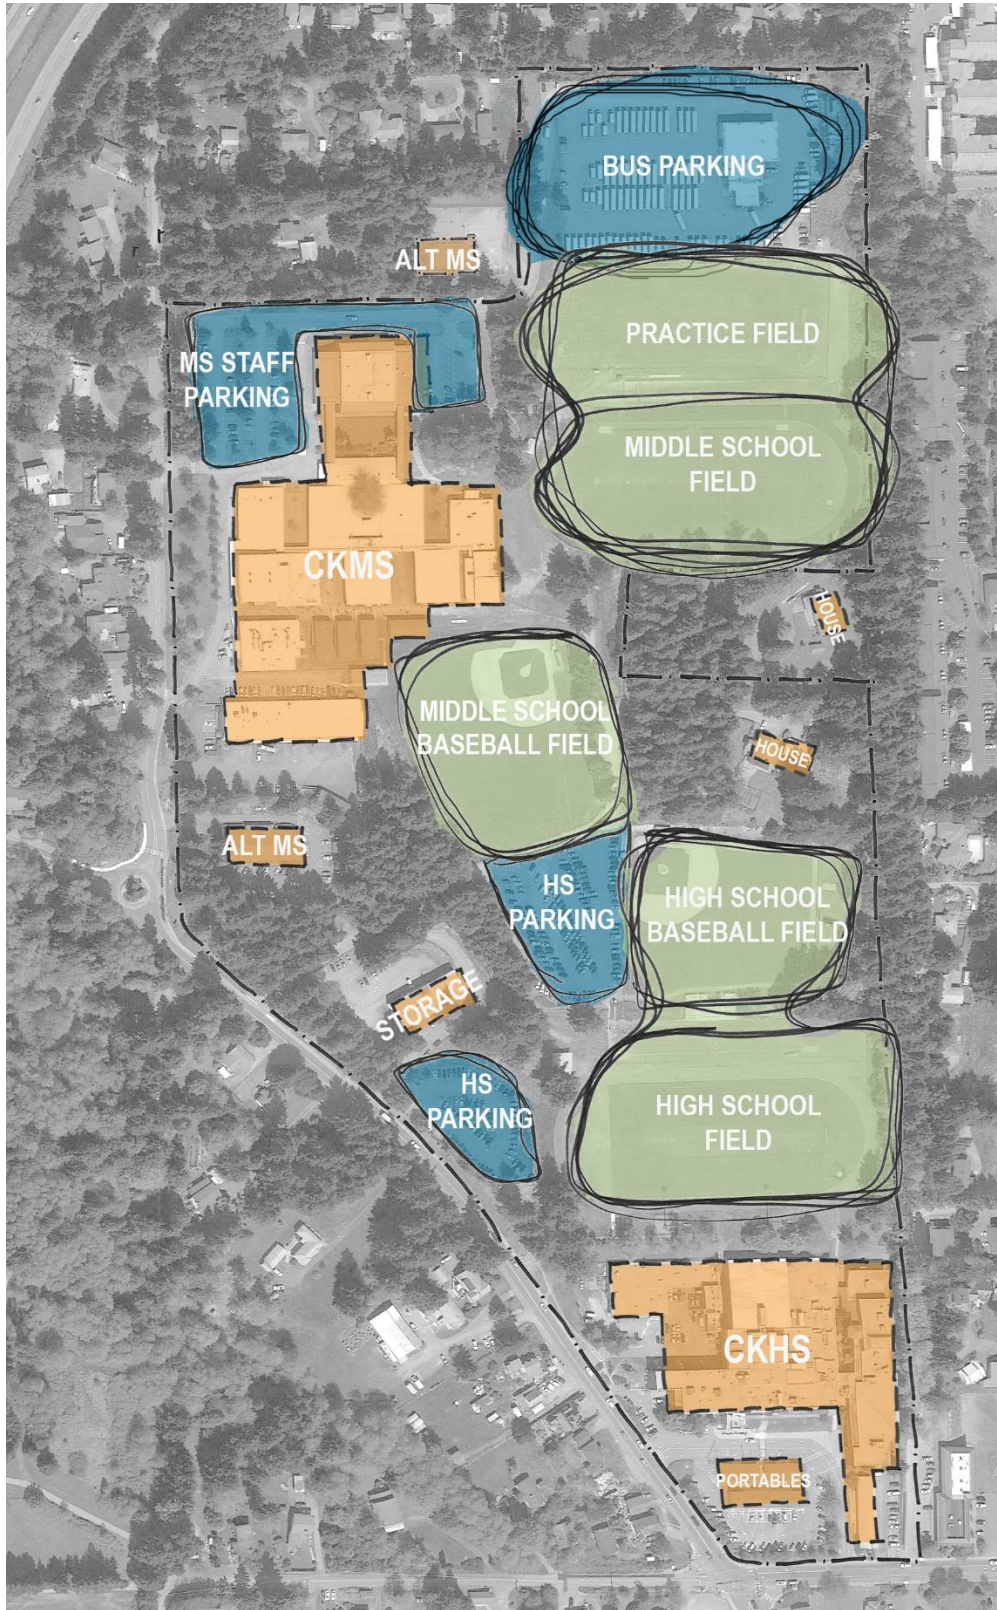 BUS PARKING
ALT MS
PRACTICE FIELD
MS STAFF
PARKING
MIDDLE SCHOOL
FIELD
CKMS
HOUSE
MIDDLE SCHOOL
BASEBALL FIELD
HOUSE
ALT MS
HS
PARKING
HIGH SCHOOL
BASEBALL FIELD
STORAGE
HS
PARKING
HIGH SCHOOL
FIELD
CKHS
PORTABLES